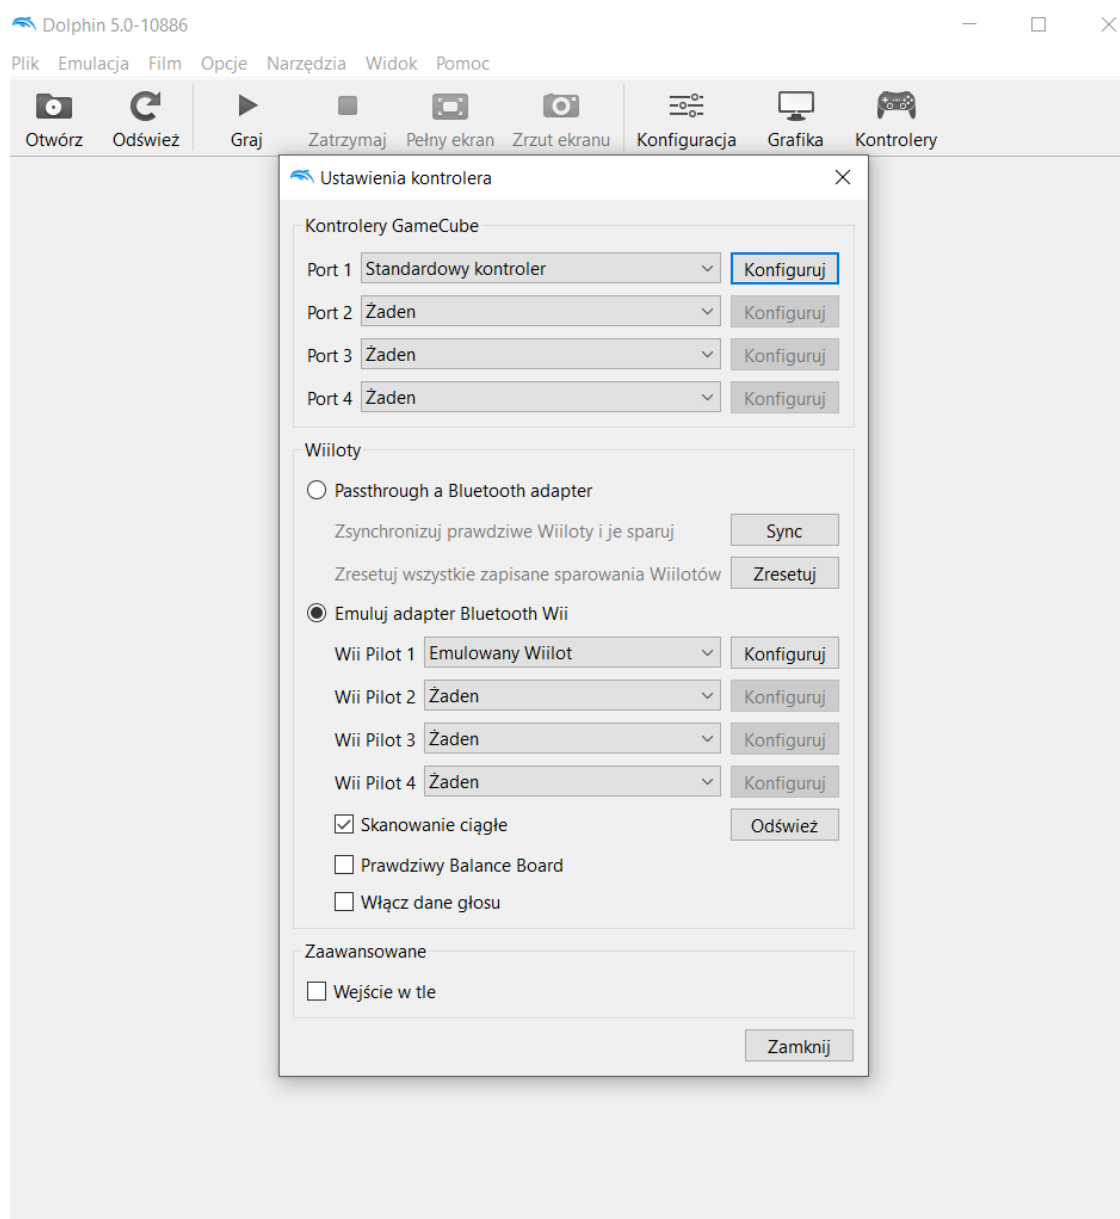 Dolphin 5.0-10886
Plik Emulacja Film Opcje Narzędzia Widok Pomoc
Otwórz Odśwież Graj Zatrzymaj Pełny ekran Zrzut ekranu Konfiguracja Grafika Kontrolery
Ustawienia kontrolera
Kontrolery GameCube
Port 1 Standardowy kontroler Konfiguruj
Port 2 Żaden Konfiguruj
Port 3 Żaden Konfiguruj
Port 4 Żaden Konfiguruj
Wiiloty
Passthrough a Bluetooth adapter
Zsynchronizuj prawdziwe Wiiloty i je sparuj Sync
Zresetuj wszystkie zapisane sparowania Wiilotów Zresetuj
Emuluj adapter Bluetooth Wii
Wii Pilot 1 Emulowany Wiilot Konfiguruj
Wii Pilot 2 Żaden Konfiguruj
Wii Pilot 3 Żaden Konfiguruj
Wii Pilot 4 Żaden Konfiguruj
Skanowanie ciągłe Odśwież
Prawdziwy Balance Board
Włącz dane głosu
Zaawansowane
Wejście w tle
Zamknij